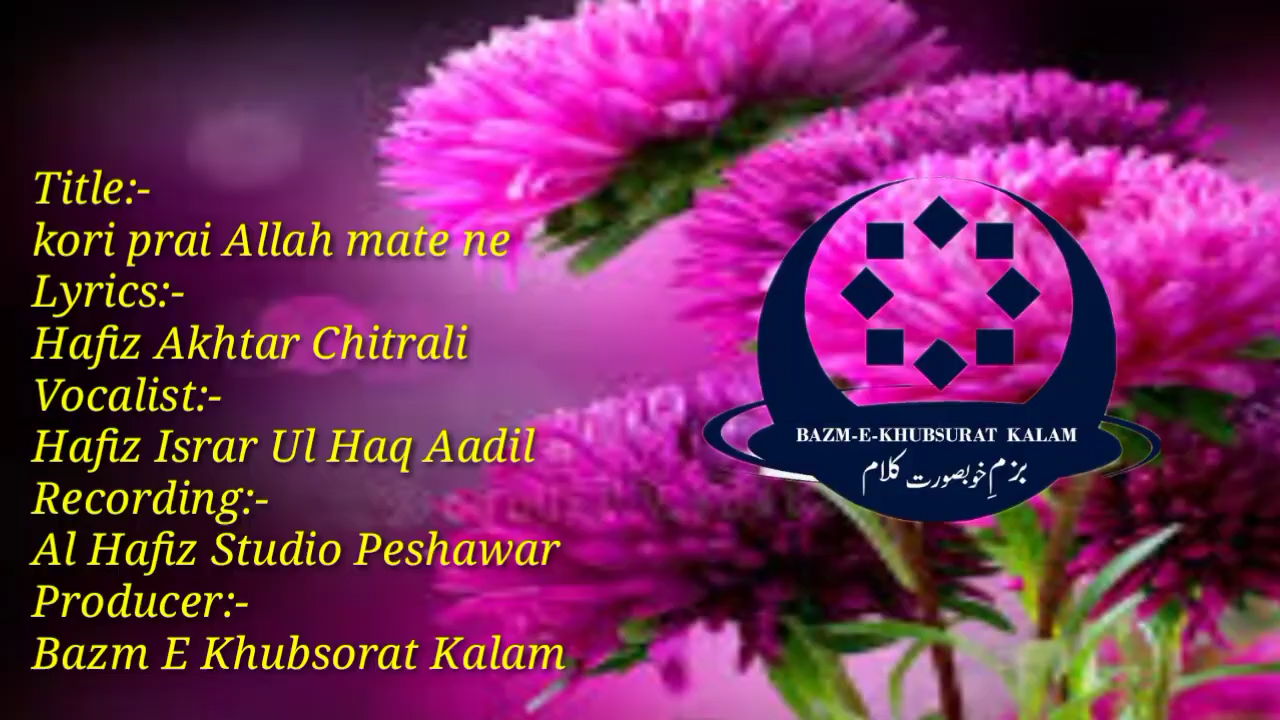 Title:-
kori prai Allah mate ne
Lyrics:-
Hafiz Akhtar Chitrali
Vocalist:-
Hafiz Israr Ul Haq Aadil
Recording:-
Al Hafiz Studio Peshawar
Producer:-
Bazm E Khubsorat Kalam
BAZM-E-KHUBSURAT KALAM
بزمِ خوبصورت کلام